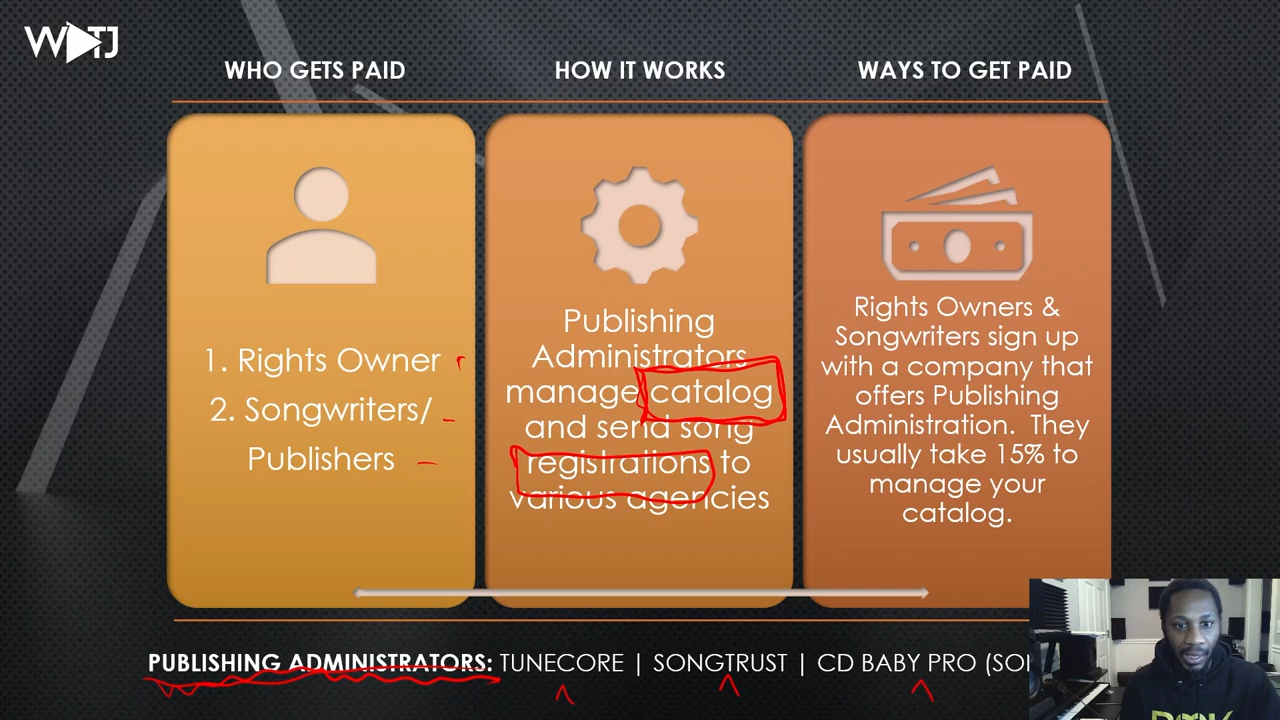 WDTJ
WHO GETS PAID
HOW IT WORKS
WAYS TO GET PAID
1. Rights Owner
2. Songwriters/
Publishers
Publishing
Administrators
manage catalog
and send song
registrations to
various agencies
Rights Owners &
Songwriters sign up
with a company that
offers Publishing
Administration. They
usually take 15% to
manage your
catalog.
PUBLISHING ADMINISTRATORS: TUNECORE | SONGTRUST | CD BABY PRO